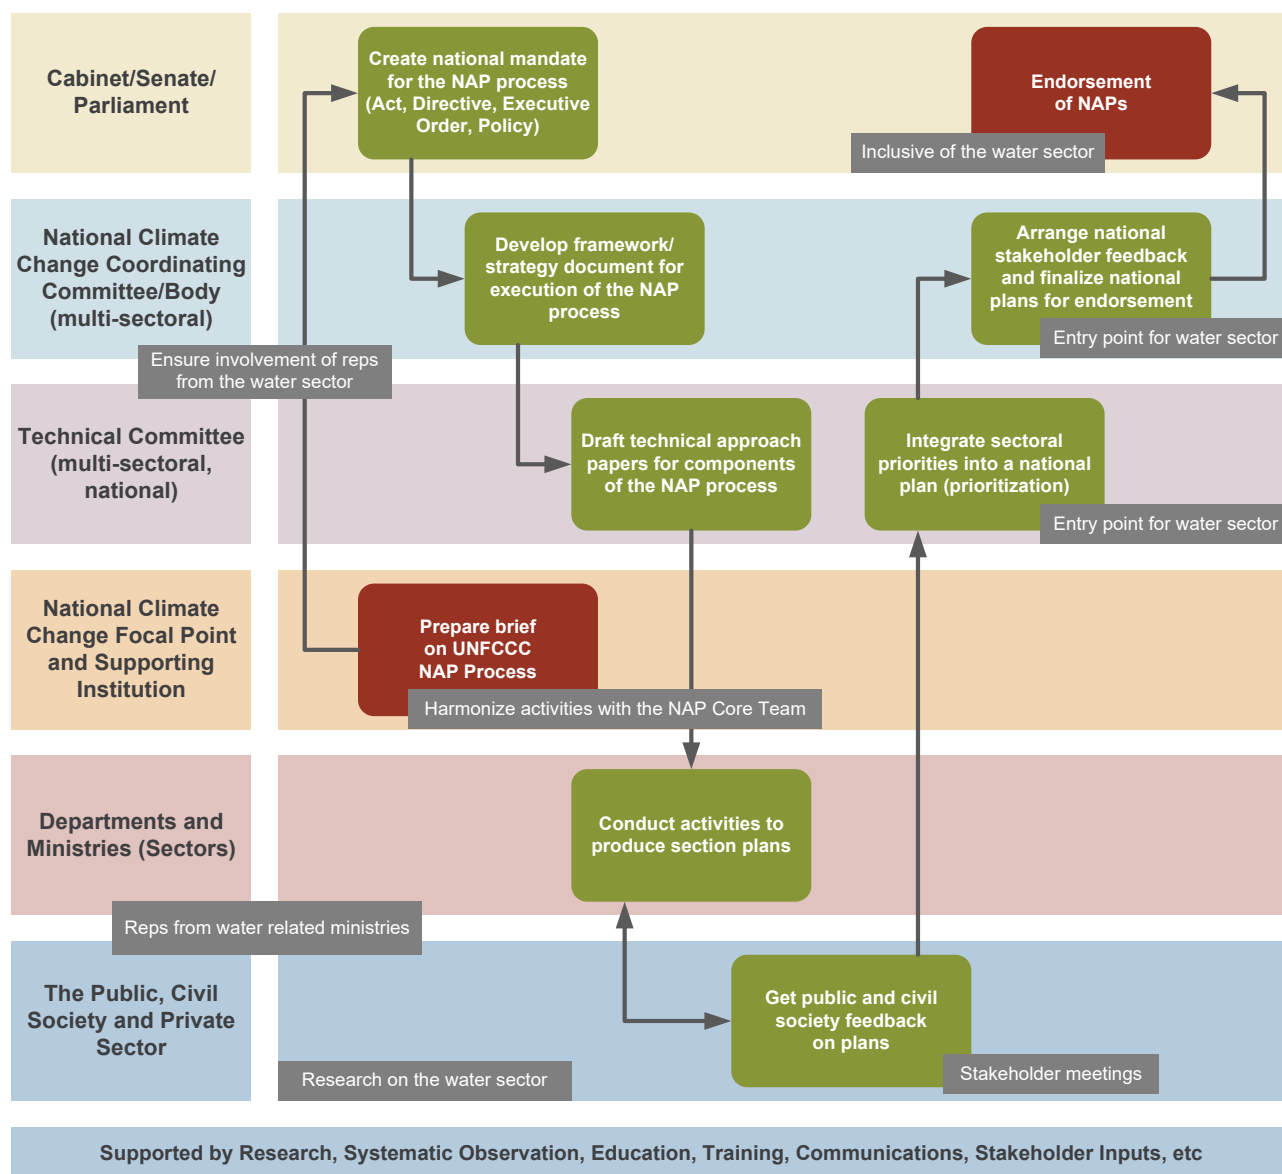 Cabinet/Senate/
Parliament
Create national mandate
for the NAP process
(Act, Directive, Executive
Order, Policy)
Endorsement
of NAPs
Inclusive of the water sector
National Climate
Change Coordinating
Committee/Body
(multi-sectoral)
Develop framework/
strategy document for
execution of the NAP
process
Arrange national
stakeholder feedback
and finalize national
plans for endorsement
Entry point for water sector
Ensure involvement of reps
from the water sector
Technical Committee
(multi-sectoral,
national)
Draft technical approach
papers for components
of the NAP process
Integrate sectoral
priorities into a national
plan (prioritization)
Entry point for water sector
National Climate
Change Focal Point
and Supporting
Institution
Prepare brief
on UNFCCC
NAP Process
Harmonize activities with the NAP Core Team
Departments and
Ministries (Sectors)
Conduct activities to
produce section plans
Reps from water related ministries
The Public, Civil
Society and Private
Sector
Get public and civil
society feedback
on plans
Research on the water sector
Stakeholder meetings
Supported by Research, Systematic Observation, Education, Training, Communications, Stakeholder Inputs, etc